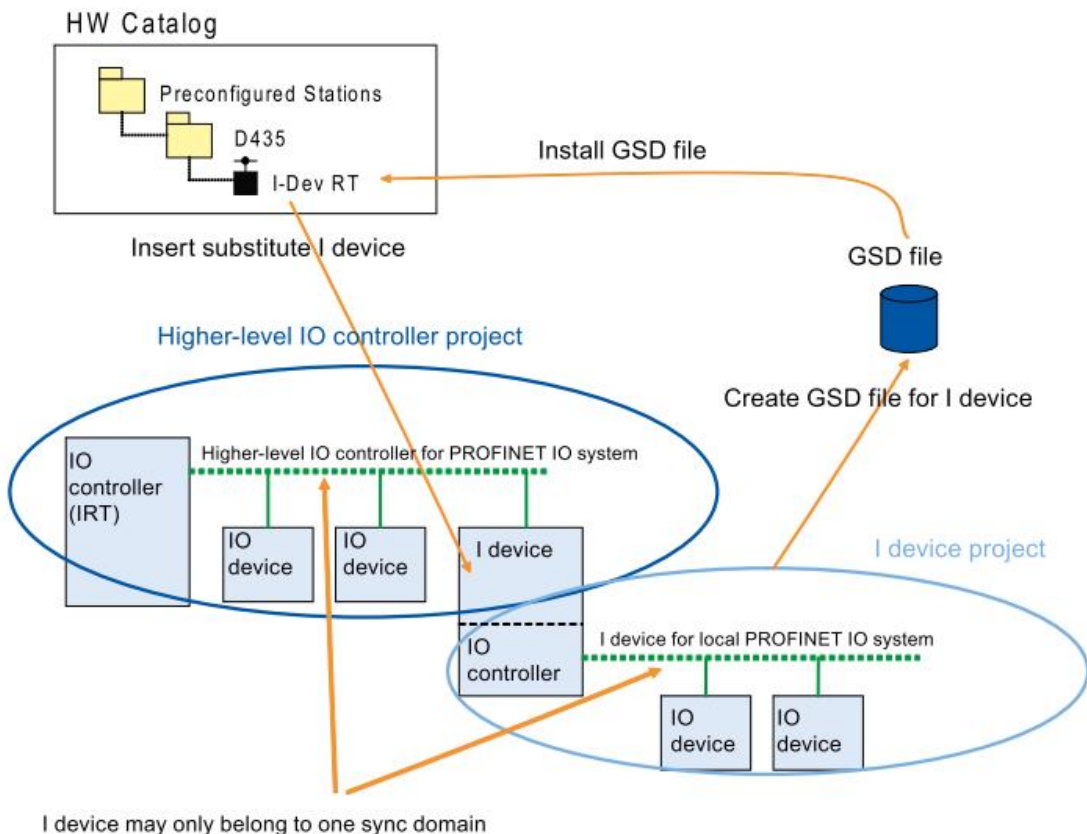 HW Catalog
Preconfigured Stations
D435
I-Dev RT
Install GSD file
Insert substitute I device
GSD file
Higher-level IO controller project
Create GSD file for I device
IO
controller
(IRT)
Higher-level IO controller for PROFINET IO system
IO
device
IO
device
I device
I device project
IO
controller
I device for local PROFINET IO system
IO
device
IO
device
I device may only belong to one sync domain